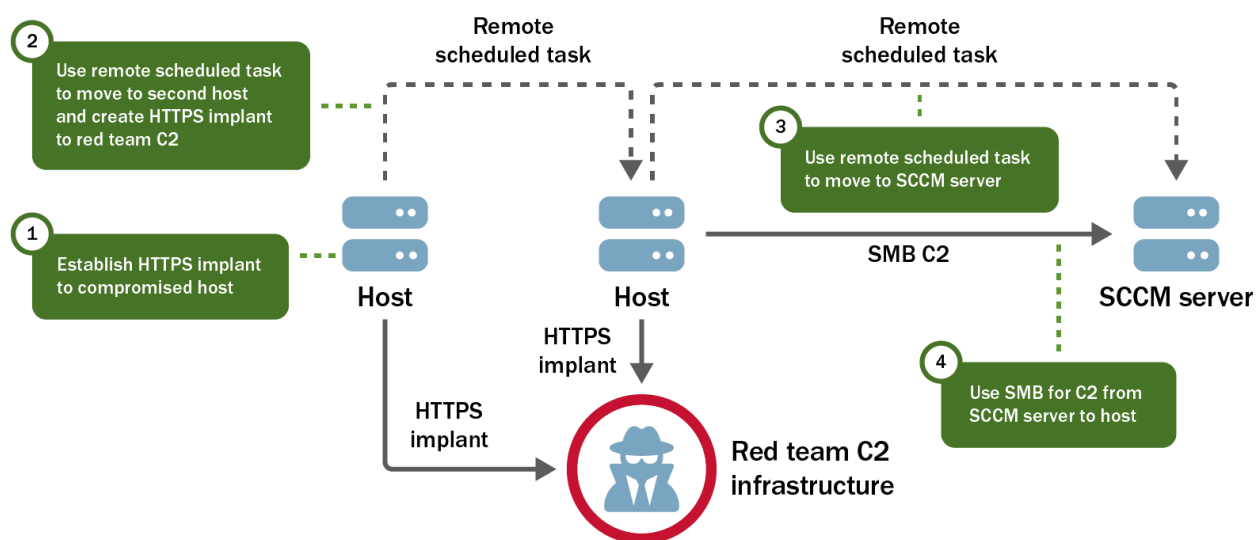 2
Use remote scheduled task
to move to second host
and create HTTPS implant
to red team C2
Remote
scheduled task
Remote
scheduled task
3
Use remote scheduled task
to move to SCCM server
1
Establish HTTPS implant
to compromised host
SMB C2
Host
Host
SCCM server
HTTPS
implant
HTTPS
implant
4
Use SMB for C2 from
SCCM server to host
Red team C2
infrastructure